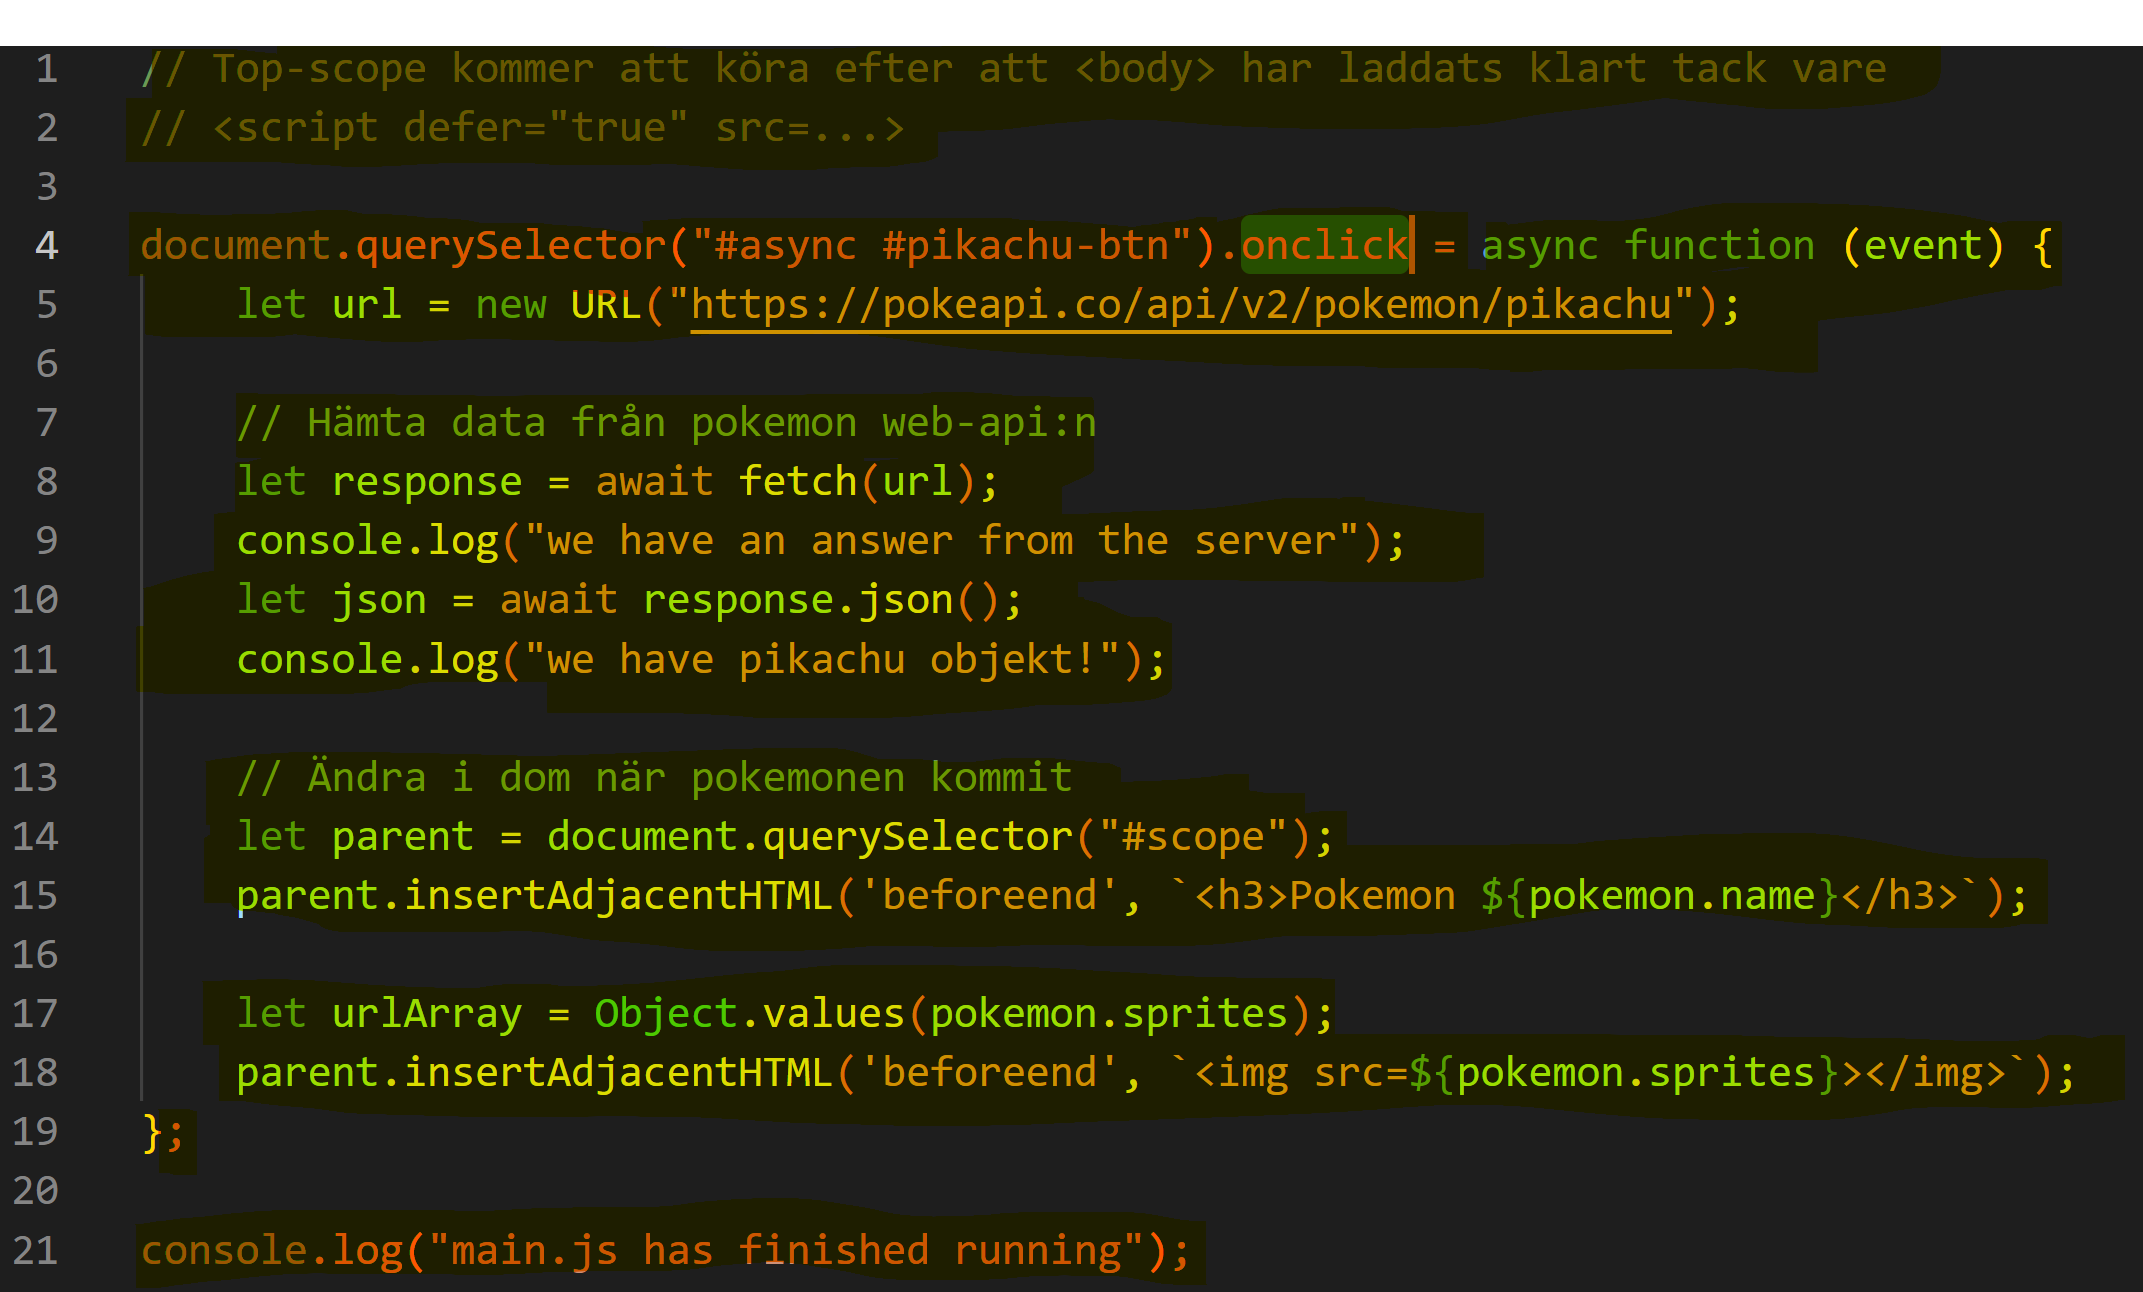 1 // Top-scope kommer att köra efter att <body> har laddats klart tack vare
2 // <script defer="true" src=...>
3
4 document.querySelector("#async #pikachu-btn").onclick = async function (event) {
5 let url = new URL("https://pokeapi.co/api/v2/pokemon/pikachu");
6
7 // Hämta data från pokemon web-api:n
8 let response = await fetch(url);
9 console.log("we have an answer from the server");
10 let json = await response.json();
11 console.log("we have pikachu objekt!");
12
13 // Ändra i dom när pokemonen kommit
14 let parent = document.querySelector("#scope");
15 parent.insertAdjacentHTML('beforeend', `<h3>Pokemon ${pokemon.name}</h3>`);
16
17 let urlArray = Object.values(pokemon.sprites);
18 parent.insertAdjacentHTML('beforeend', `<img src=${pokemon.sprites}></img>`);
19 };
20
21 console.log("main.js has finished running");